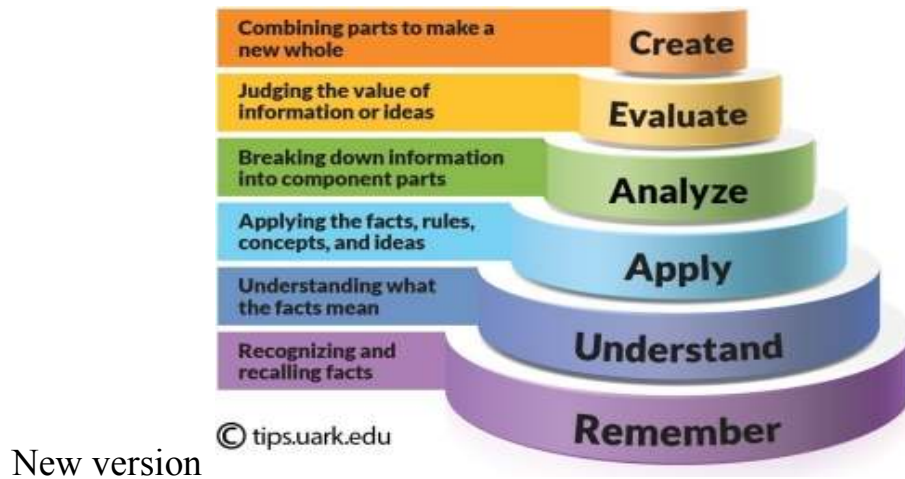 Combining parts to make a
new whole
Create
Judging the value of
information or ideas
Evaluate
Breaking down information
into component parts
Analyze
Applying the facts, rules,
concepts, and ideas
Apply
Understanding what
the facts mean
Understand
Recognizing and
recalling facts
Remember
© tips.uark.edu
New version